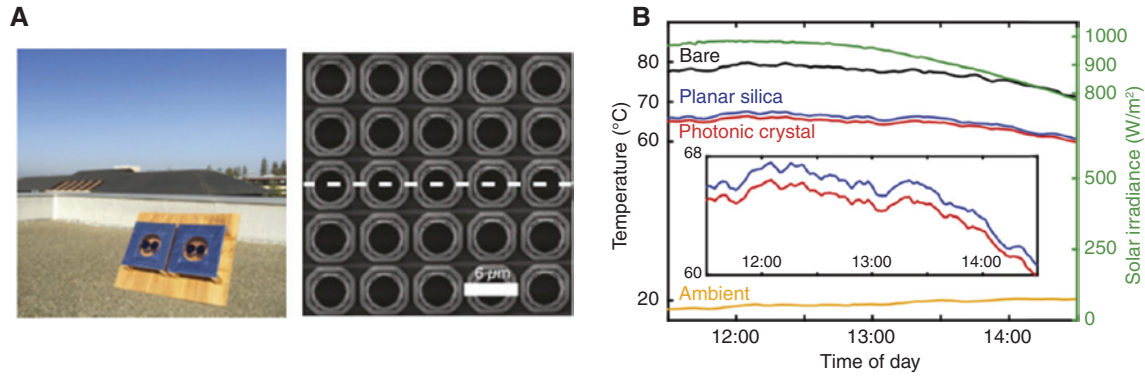 A
6 μm
B
Temperature (°C)
80
70
60
20
Bare
Planar silica
Photonic crystal
Ambient
68
60
12:00
13:00
14:00
12:00
13:00
14:00
Time of day
1000
900
800
500
250
0
Solar irradiance (W/m²)